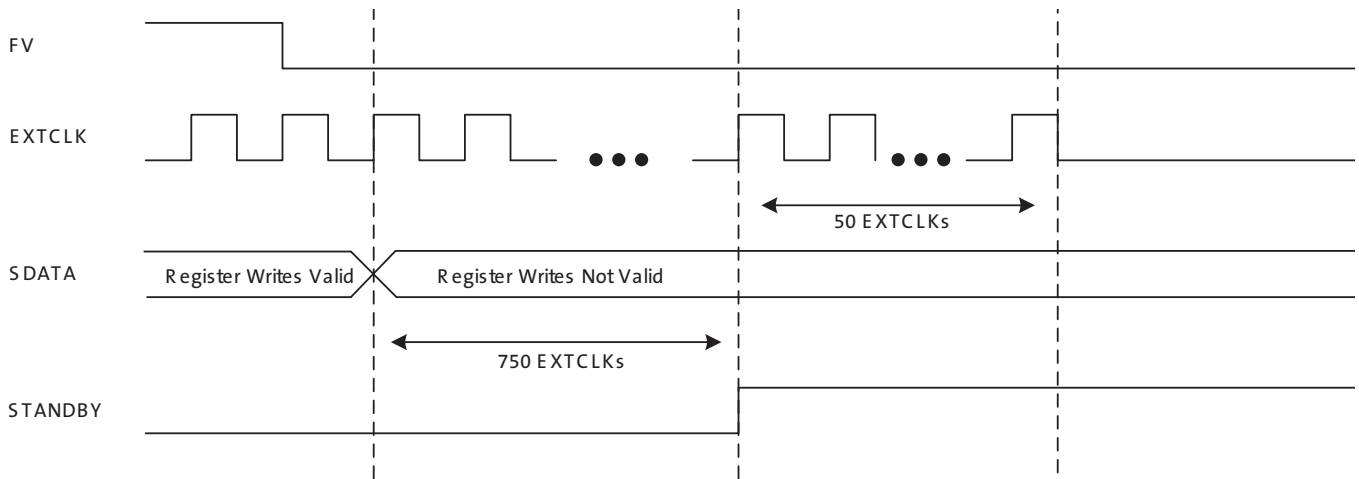 FV
EXTCLK
50 EXTCLKs
SDATA
Register Writes Valid
Register Writes Not Valid
750 EXTCLKs
STANDBY